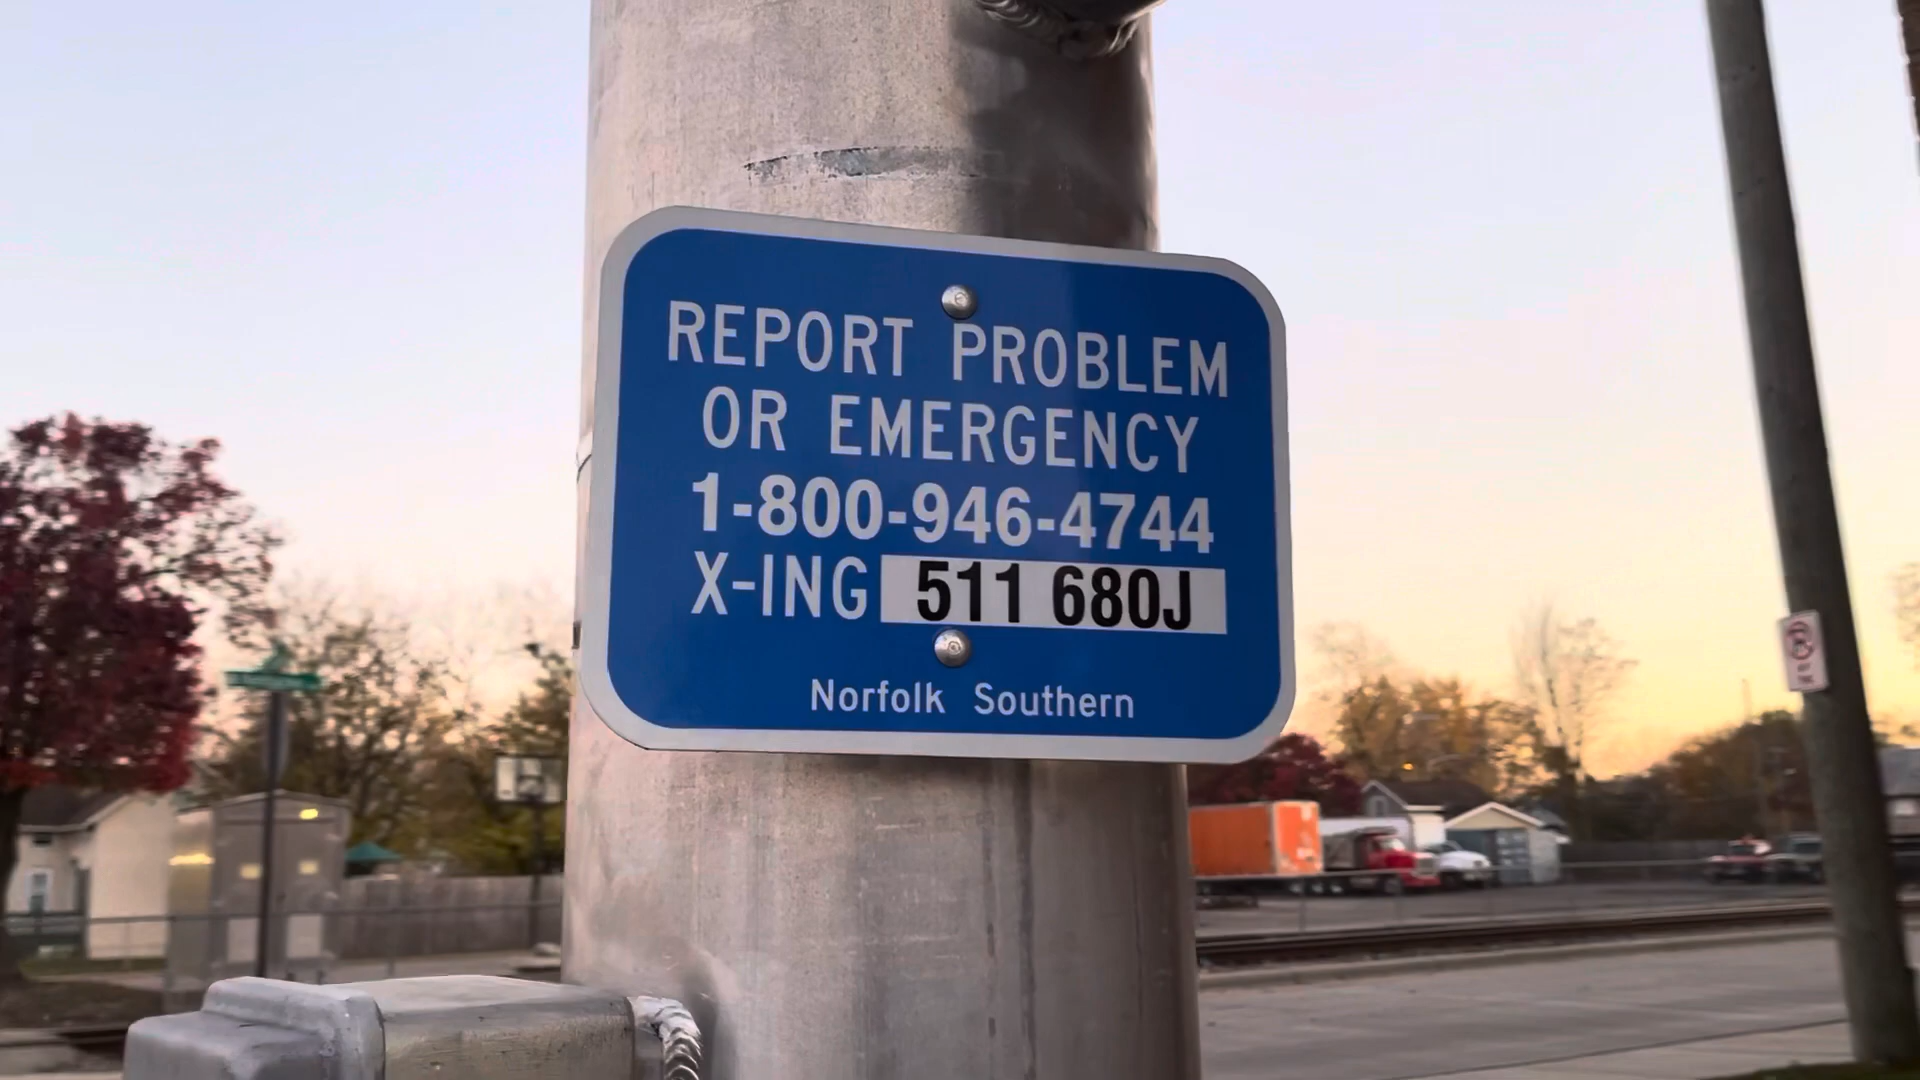 REPORT PROBLEM
OR EMERGENCY
1-800-946-4744
X-ING 511 680J
Norfolk Southern